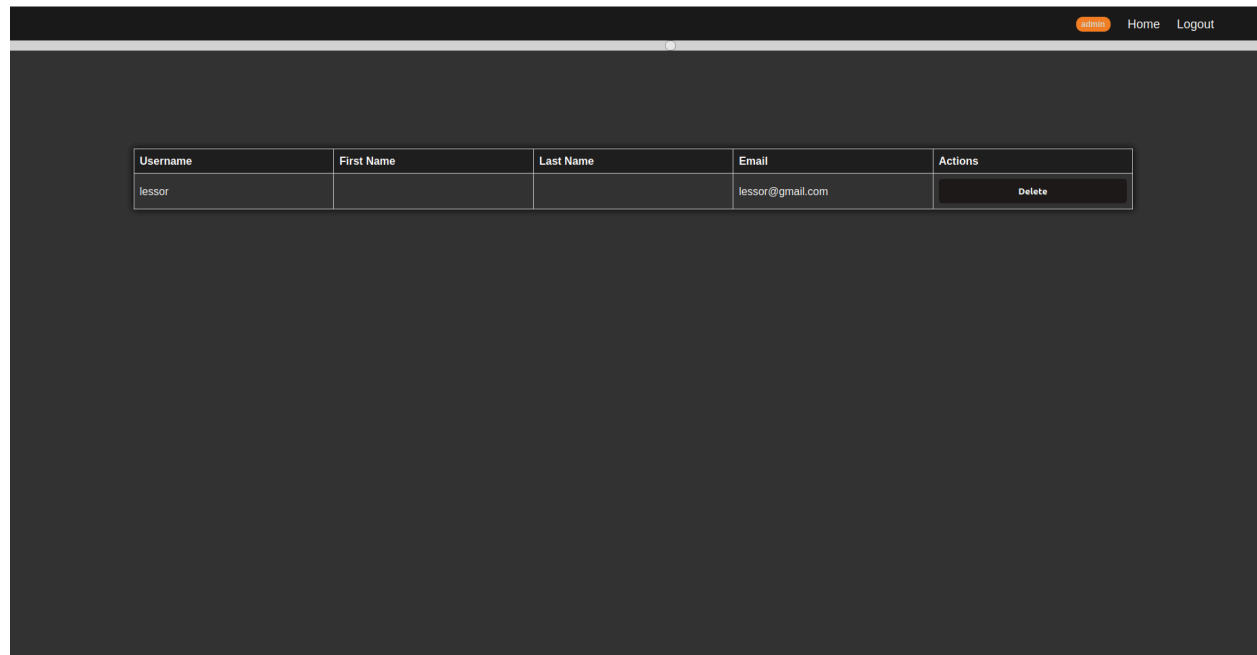 admin Home Logout
Username First Name Last Name Email Actions
lessor lessor@gmail.com Delete